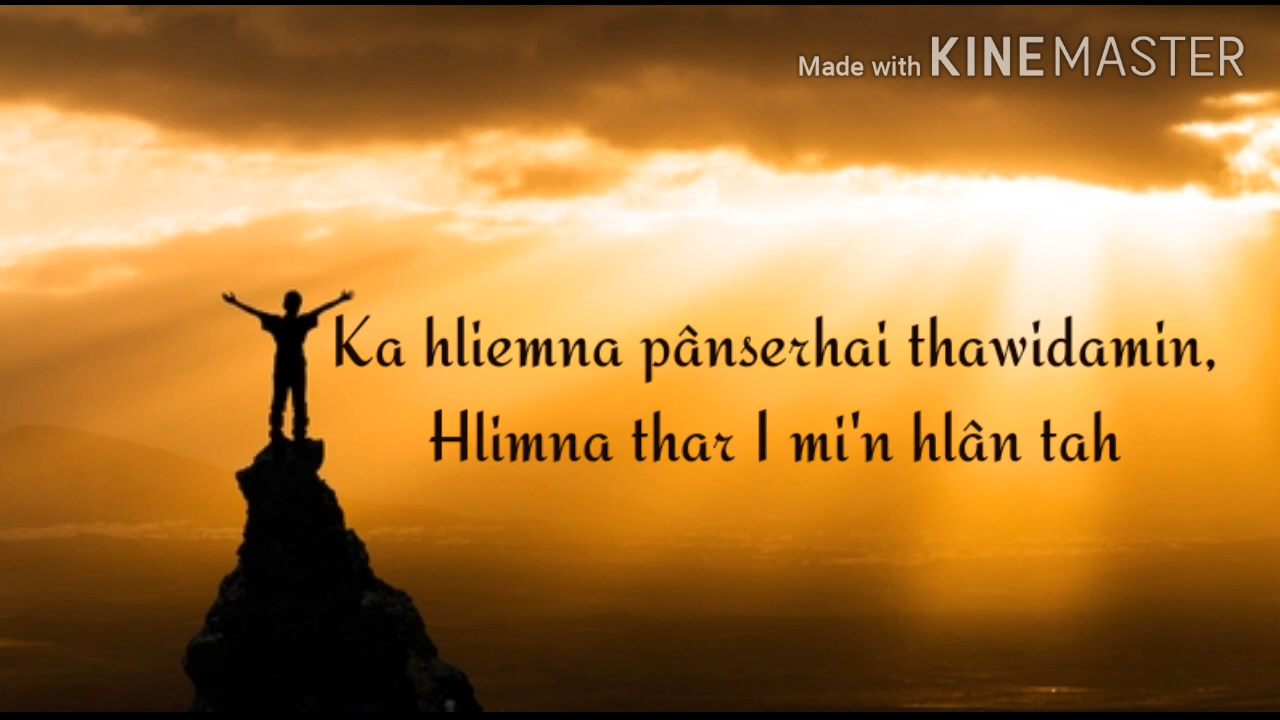 Made with KINEMASTER
Ka hliemna pânserhai thawidamin,
Hlimna thar I mi'n hlân tah